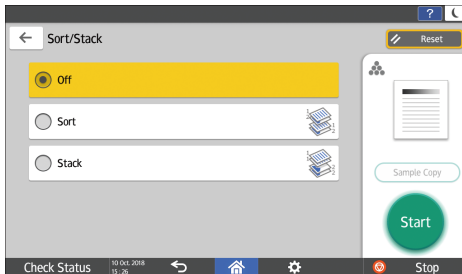 ?
Sort/Stack
Reset
Off
Sort
Stack
Sample Copy
Start
Check Status
10 Oct. 2018
15:26
Stop